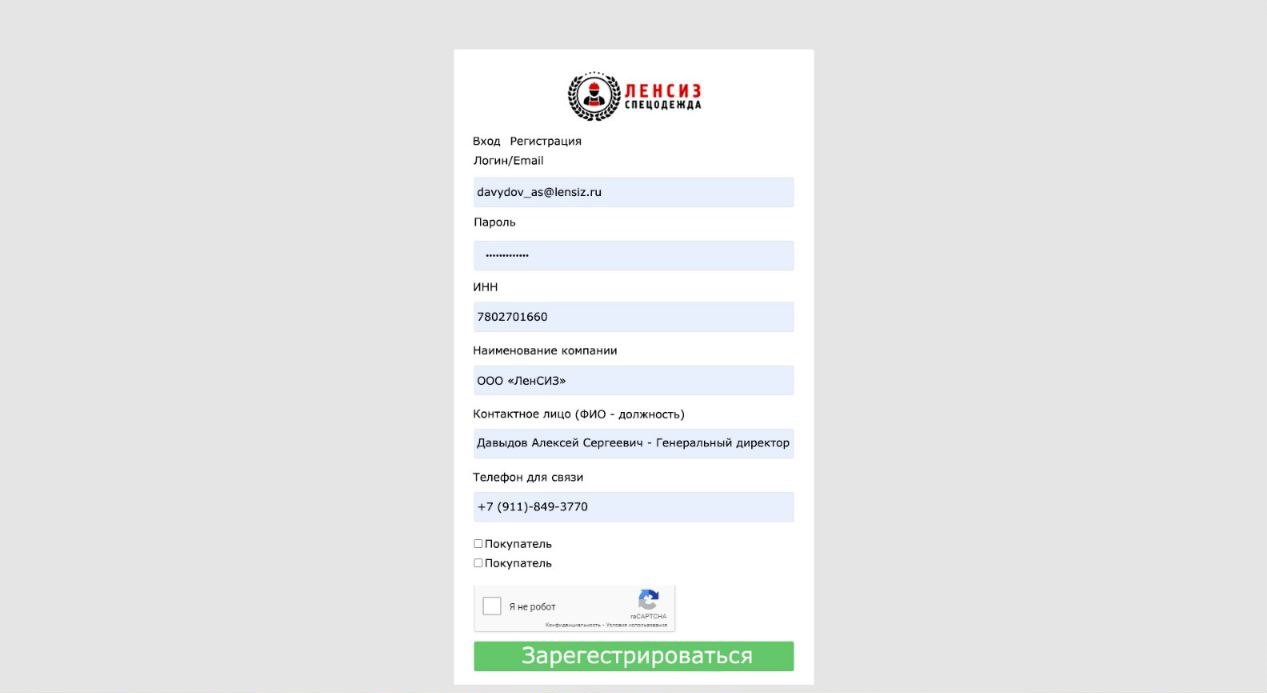 ЛЕНСИЗ
СПЕЦОДЕЖДА
Вход Регистрация
Логин/Email
davydov_as@lensiz.ru
Пароль
•••••••••••••
ИНН
7802701660
Наименование компании
ООО «ЛенСИЗ»
Контактное лицо (ФИО - должность)
Давыдов Алексей Сергеевич - Генеральный директор
Телефон для связи
+7 (911)-849-3770
Покупатель
Покупатель
Я не робот
reCAPTCHA
Конфиденциальность - Условия использования
Зарегестрироваться